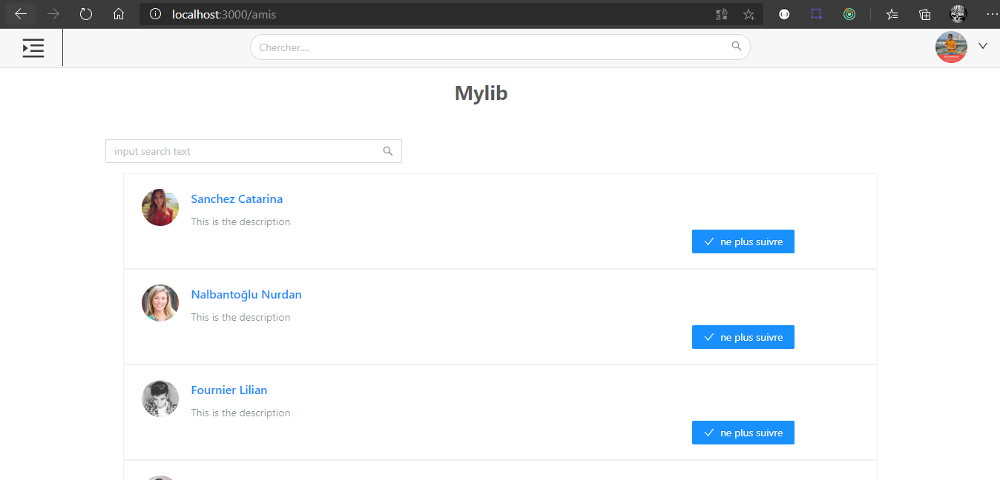 localhost:3000/amis
Chercher....
Mylib
input search text
Sanchez Catarina
This is the description
ne plus suivre
Nalbantoğlu Nurdan
This is the description
ne plus suivre
Fournier Lilian
This is the description
ne plus suivre